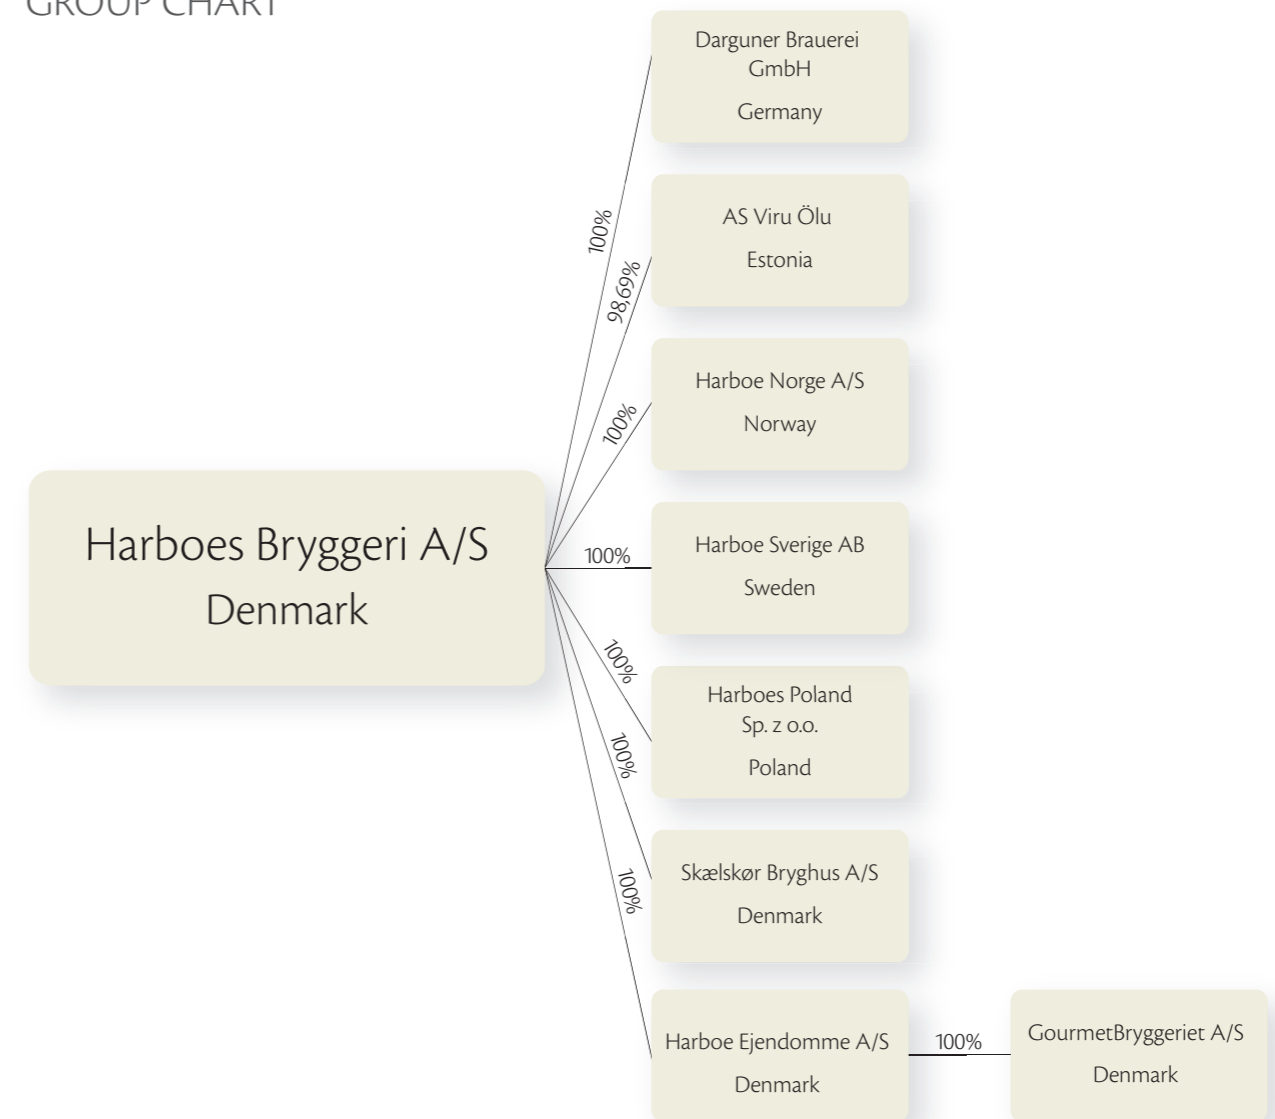 GROUP CHART
Darguner Brauerei
GmbH
Germany
100%
AS Viru Ölu
Estonia
98,69%
Harboe Norge A/S
Norway
100%
Harboes Bryggeri A/S
Denmark
100%
Harboe Sverige AB
Sweden
100%
Harboes Poland
Sp. z o.o.
Poland
100%
Skælskør Bryghus A/S
Denmark
100%
Harboe Ejendomme A/S
Denmark
100%
GourmetBryggeriet A/S
Denmark